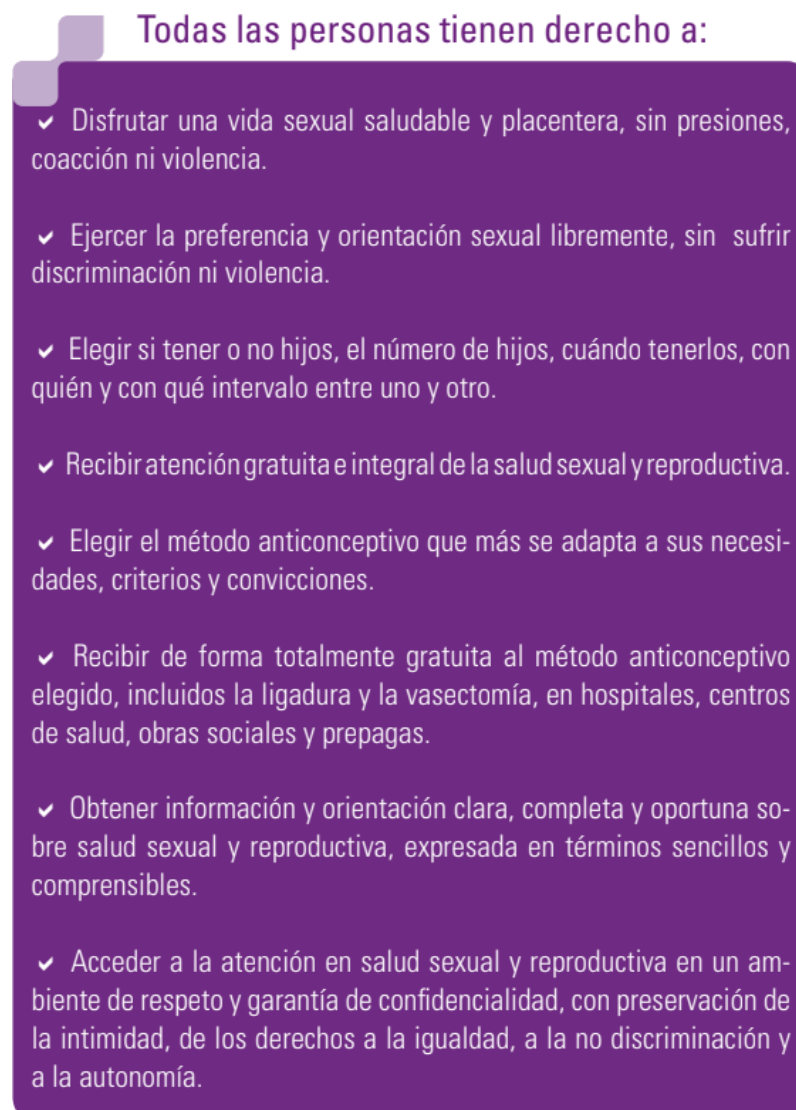 Todas las personas tienen derecho a:
✓ Disfrutar una vida sexual saludable y placentera, sin presiones,
coacción ni violencia.
✓ Ejercer la preferencia y orientación sexual libremente, sin sufrir
discriminación ni violencia.
✓ Elegir si tener o no hijos, el número de hijos, cuándo tenerlos, con
quién y con qué intervalo entre uno y otro.
✓ Recibir atención gratuita e integral de la salud sexual y reproductiva.
✓ Elegir el método anticonceptivo que más se adapta a sus necesi-
dades, criterios y convicciones.
✓ Recibir de forma totalmente gratuita al método anticonceptivo
elegido, incluidos la ligadura y la vasectomía, en hospitales, centros
de salud, obras sociales y prepagas.
✓ Obtener información y orientación clara, completa y oportuna so-
bre salud sexual y reproductiva, expresada en términos sencillos y
comprensibles.
✓ Acceder a la atención en salud sexual y reproductiva en un am-
biente de respeto y garantía de confidencialidad, con preservación de
la intimidad, de los derechos a la igualdad, a la no discriminación y
a la autonomía.